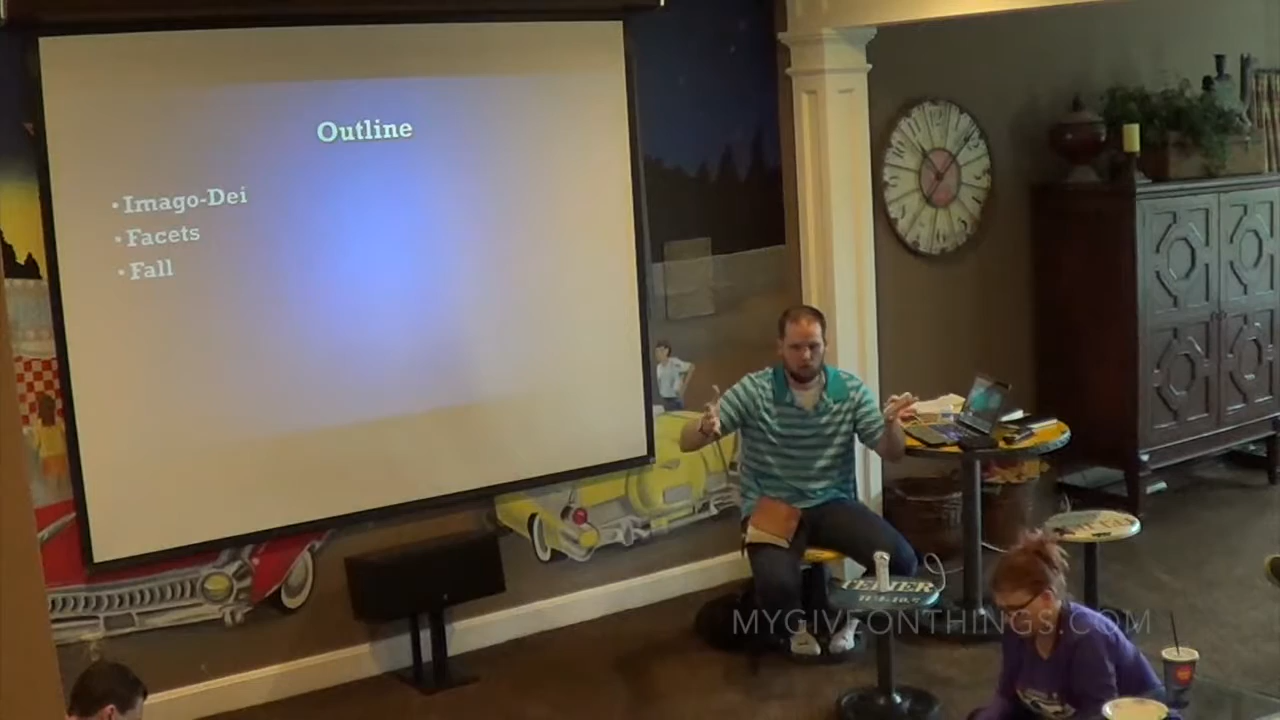 Outline
• Imago-Dei
• Facets
• Fall
MYGIVEONTHINGS.COM